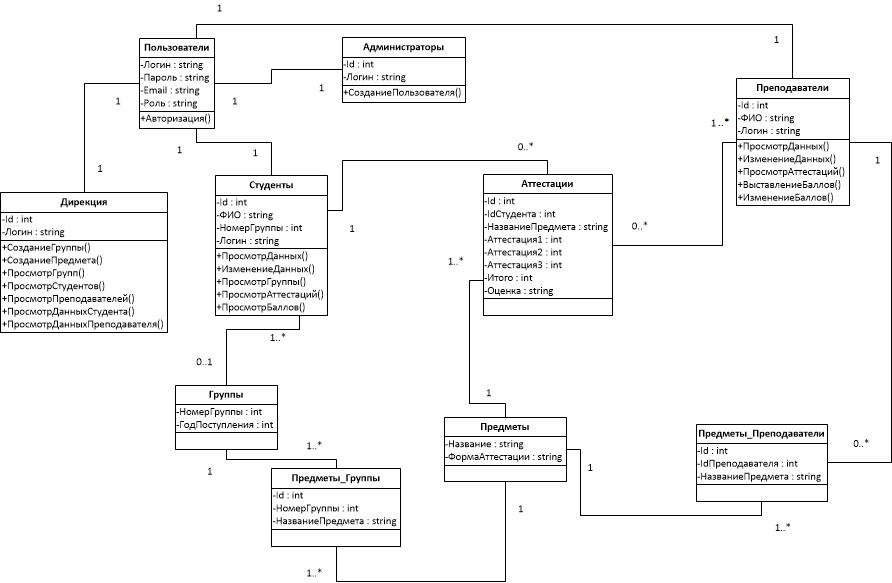 1
Пользователи
-Логин : string
-Пароль : string
-Email : string
-Роль : string
+Авторизация()
Администраторы
-Id : int
-Логин : string
+СозданиеПользователя()
1
Преподаватели
-Id : int
-ФИО : string
-Логин : string
+ПросмотрДанных()
+ИзменениеДанных()
+ПросмотрАттестаций()
+ВыставлениеБаллов()
+ИзменениеБаллов()
1
1
1
1..*
1
1
1
0..*
1
Дирекция
-Id : int
-Логин : string
+СозданиеГруппы()
+СозданиеПредмета()
+ПросмотрГрупп()
+ПросмотрСтудентов()
+ПросмотрПреподавателей()
+ПросмотрДанныхСтудента()
+ПросмотрДанныхПреподавателя()
Студенты
-Id : int
-ФИО : string
-НомерГруппы : int
-Логин : string
+ПросмотрДанных()
+ИзменениеДанных()
+ПросмотрГруппы()
+ПросмотрАттестаций()
+ПросмотрБаллов()
1
Аттестации
-Id : int
-IdСтудента : int
-НазваниеПредмета : string
-Аттестация1 : int
-Аттестация2 : int
-Аттестация3 : int
-Итого : int
-Оценка : string
0..*
1..*
1..*
0..1
Группы
-НомерГруппы : int
-ГодПоступления : int
1
Предметы
-Название : string
-ФормаАттестации : string
Предметы_Преподаватели
-Id : int
-IdПреподавателя : int
-НазваниеПредмета : string
0..*
1..*
1
1
Предметы_Группы
-Id : int
-НомерГруппы : int
-НазваниеПредмета : string
1
1..*
1..*